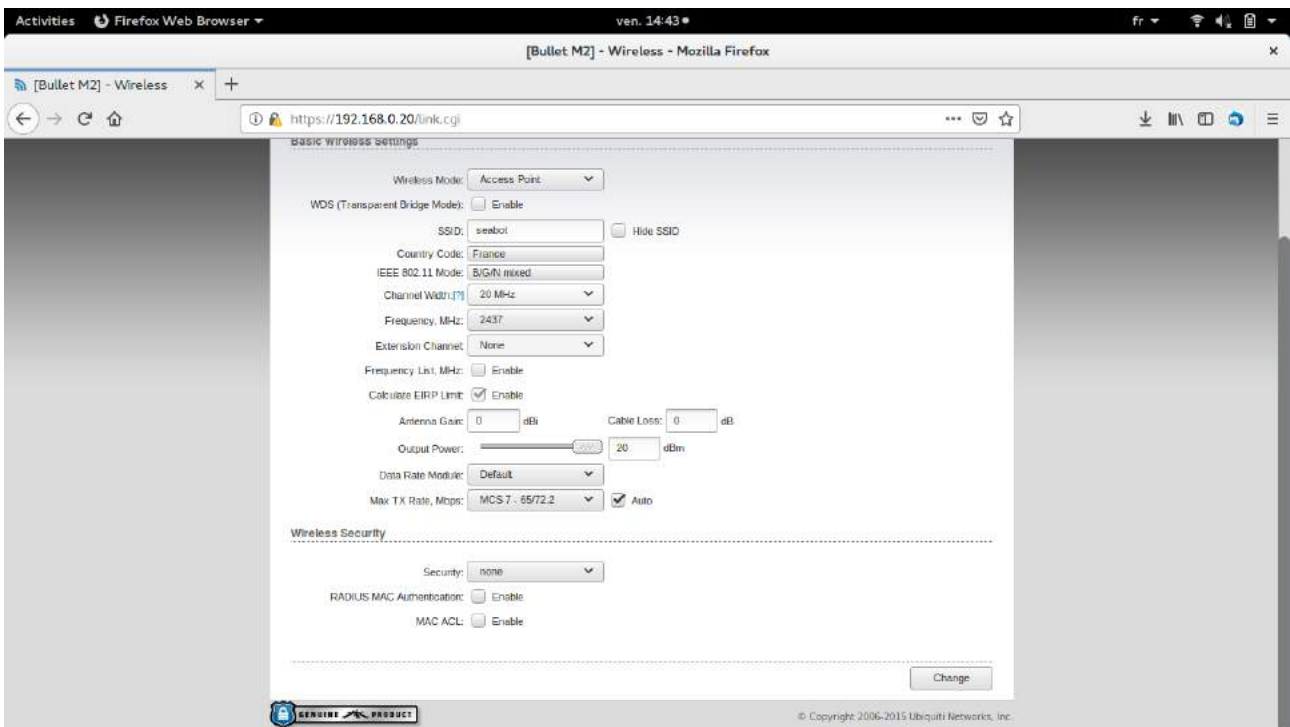 Activities Firefox Web Browser ven. 14:43 fr
[Bullet M2] - Wireless - Mozilla Firefox
[Bullet M2] - Wireless
https://192.168.0.20/link.cgi
Basic Wireless Settings
Wireless Mode: Access Point
WDS (Transparent Bridge Mode): Enable
SSID: seabot Hide SSID
Country Code: France
IEEE 802.11 Mode: B/G/N mixed
Channel Width:[?] 20 MHz
Frequency, MHz: 2437
Extension Channel: None
Frequency List, MHz: Enable
Calculate EIRP Limit: Enable
Antenna Gain: 0 dBi Cable Loss: 0 dB
Output Power: 20 dBm
Data Rate Module: Default
Max TX Rate, Mbps: MCS 7 - 65/72.2 Auto
Wireless Security
Security: none
RADIUS MAC Authentication: Enable
MAC ACL: Enable
Change
GENUINE PRODUCT © Copyright 2006-2015 Ubiquiti Networks, Inc.